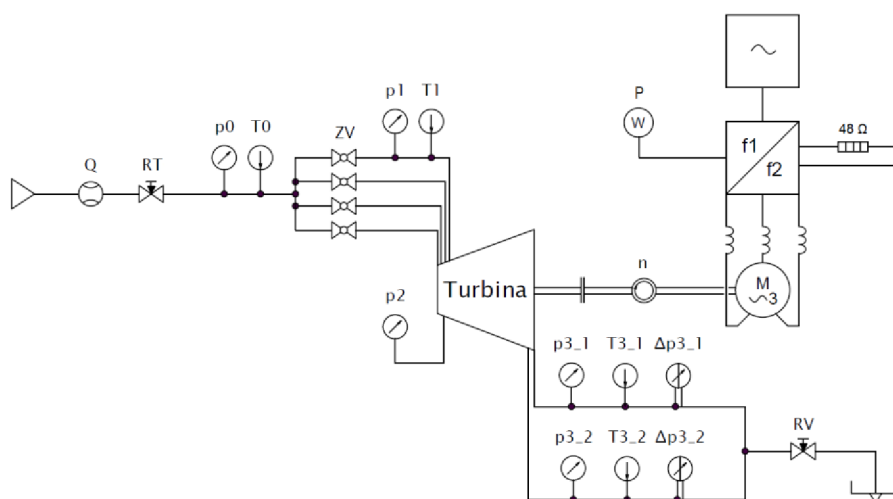 P
W
f1
f2
48 Ω
p1
T1
p0
T0
ZV
Q
RT
Turbina
n
M
3
p2
p3_1
T3_1
Δp3_1
RV
p3_2
T3_2
Δp3_2